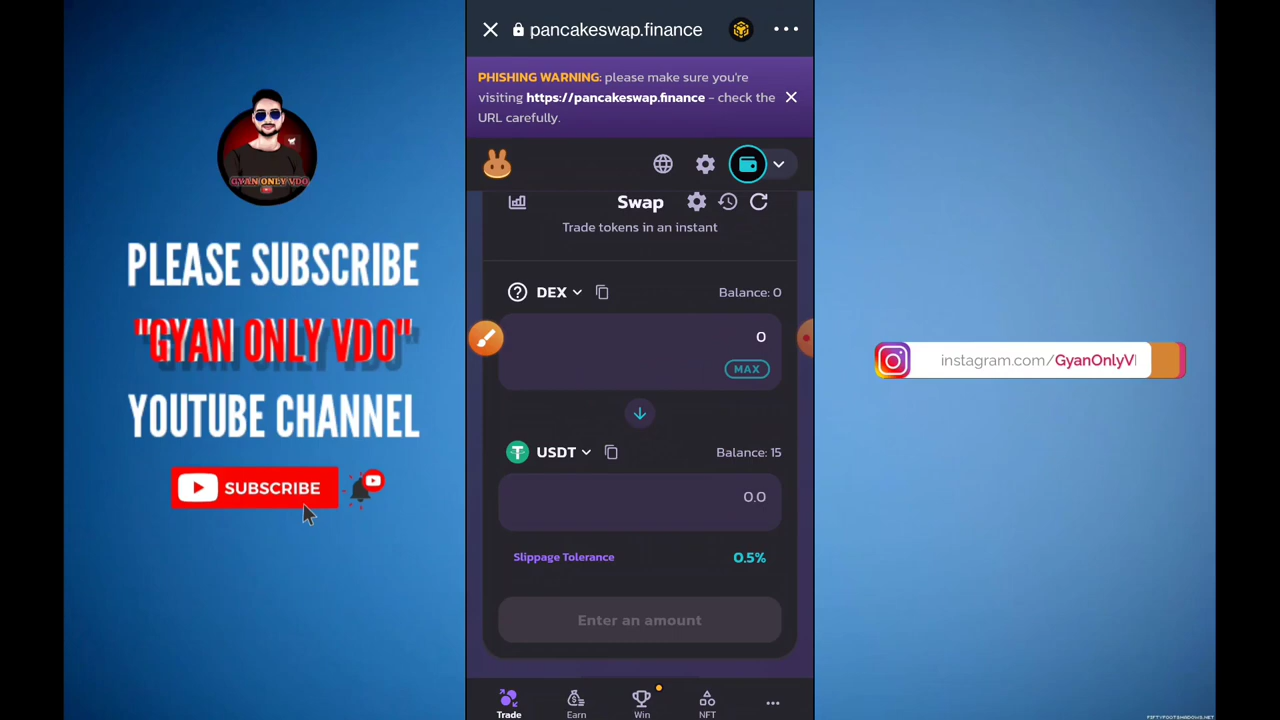 GYAN ONLY VDO
PLEASE SUBSCRIBE
"GYAN ONLY VDO"
YOUTUBE CHANNEL
SUBSCRIBE
pancakeswap.finance
PHISHING WARNING: please make sure you're
visiting https://pancakeswap.finance - check the
URL carefully.
Swap
Trade tokens in an instant
DEX
Balance: 0
0
MAX
USDT
Balance: 15
0.0
Slippage Tolerance
0.5%
Enter an amount
Trade
Earn
Win
NFT
instagram.com/GyanOnlyV
FIFTYFOOTSHADOWS.NET